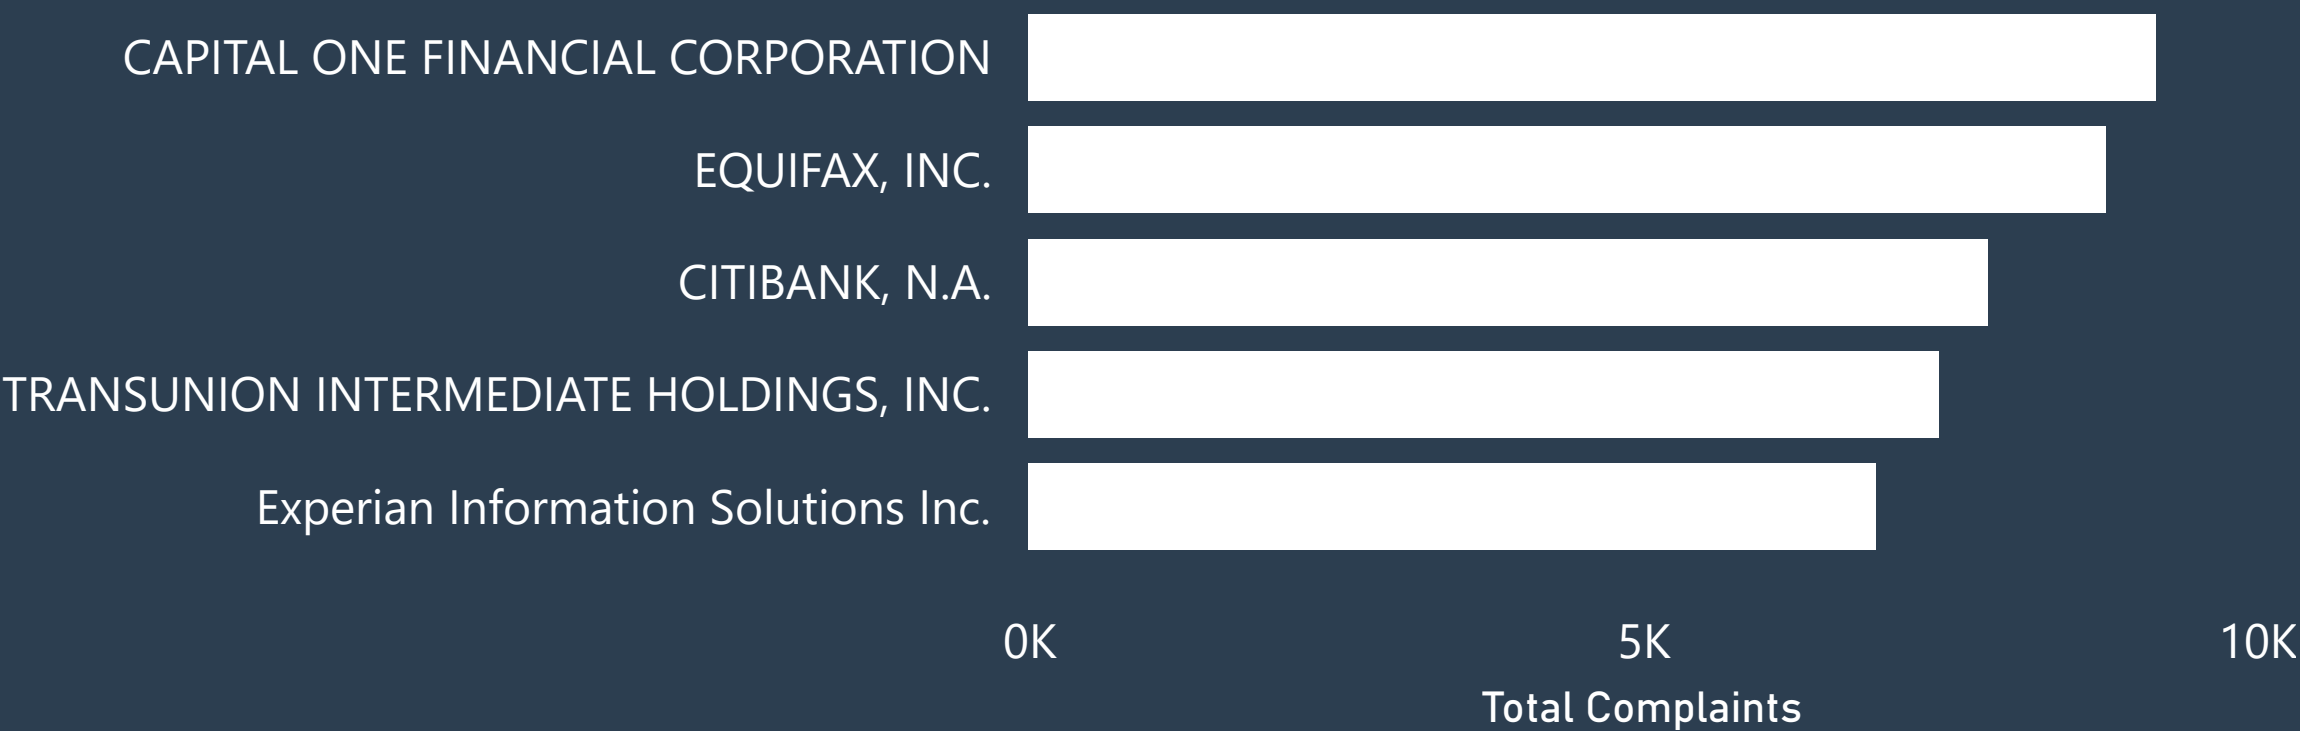 CAPITAL ONE FINANCIAL CORPORATION
EQUIFAX, INC.
CITIBANK, N.A.
TRANSUNION INTERMEDIATE HOLDINGS, INC.
Experian Information Solutions Inc.
0K 5K 10K
Total Complaints